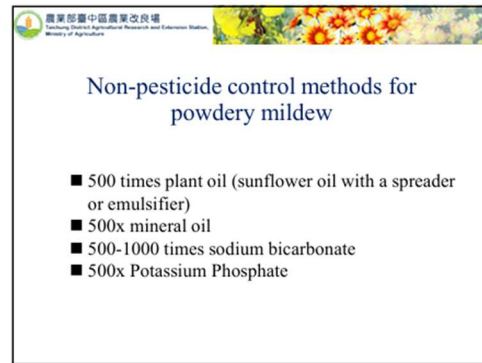 農業部臺中區農業改良場
Taichung District Agricultural Research and Extension Station,
Ministry of Agriculture
Non-pesticide control methods for
powdery mildew
■ 500 times plant oil (sunflower oil with a spreader
or emulsifier)
■ 500x mineral oil
■ 500-1000 times sodium bicarbonate
■ 500x Potassium Phosphate